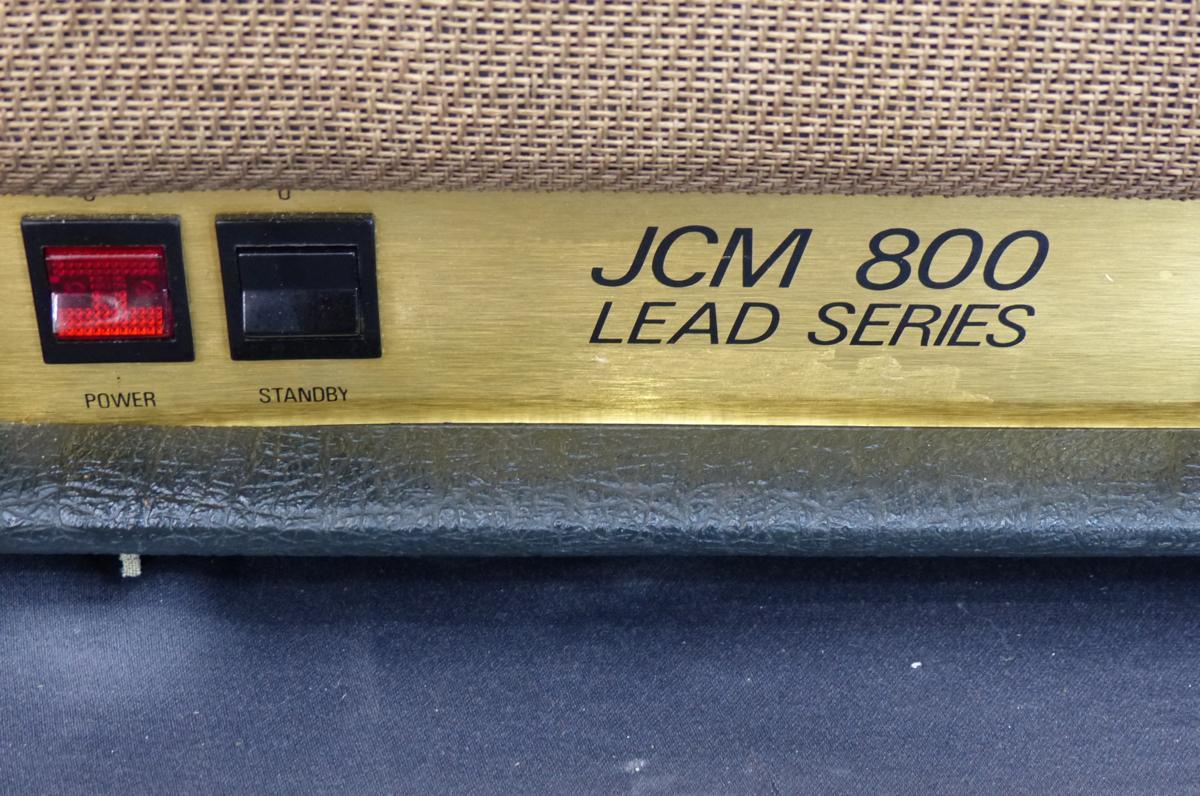 JCM 800
LEAD SERIES
POWER STANDBY